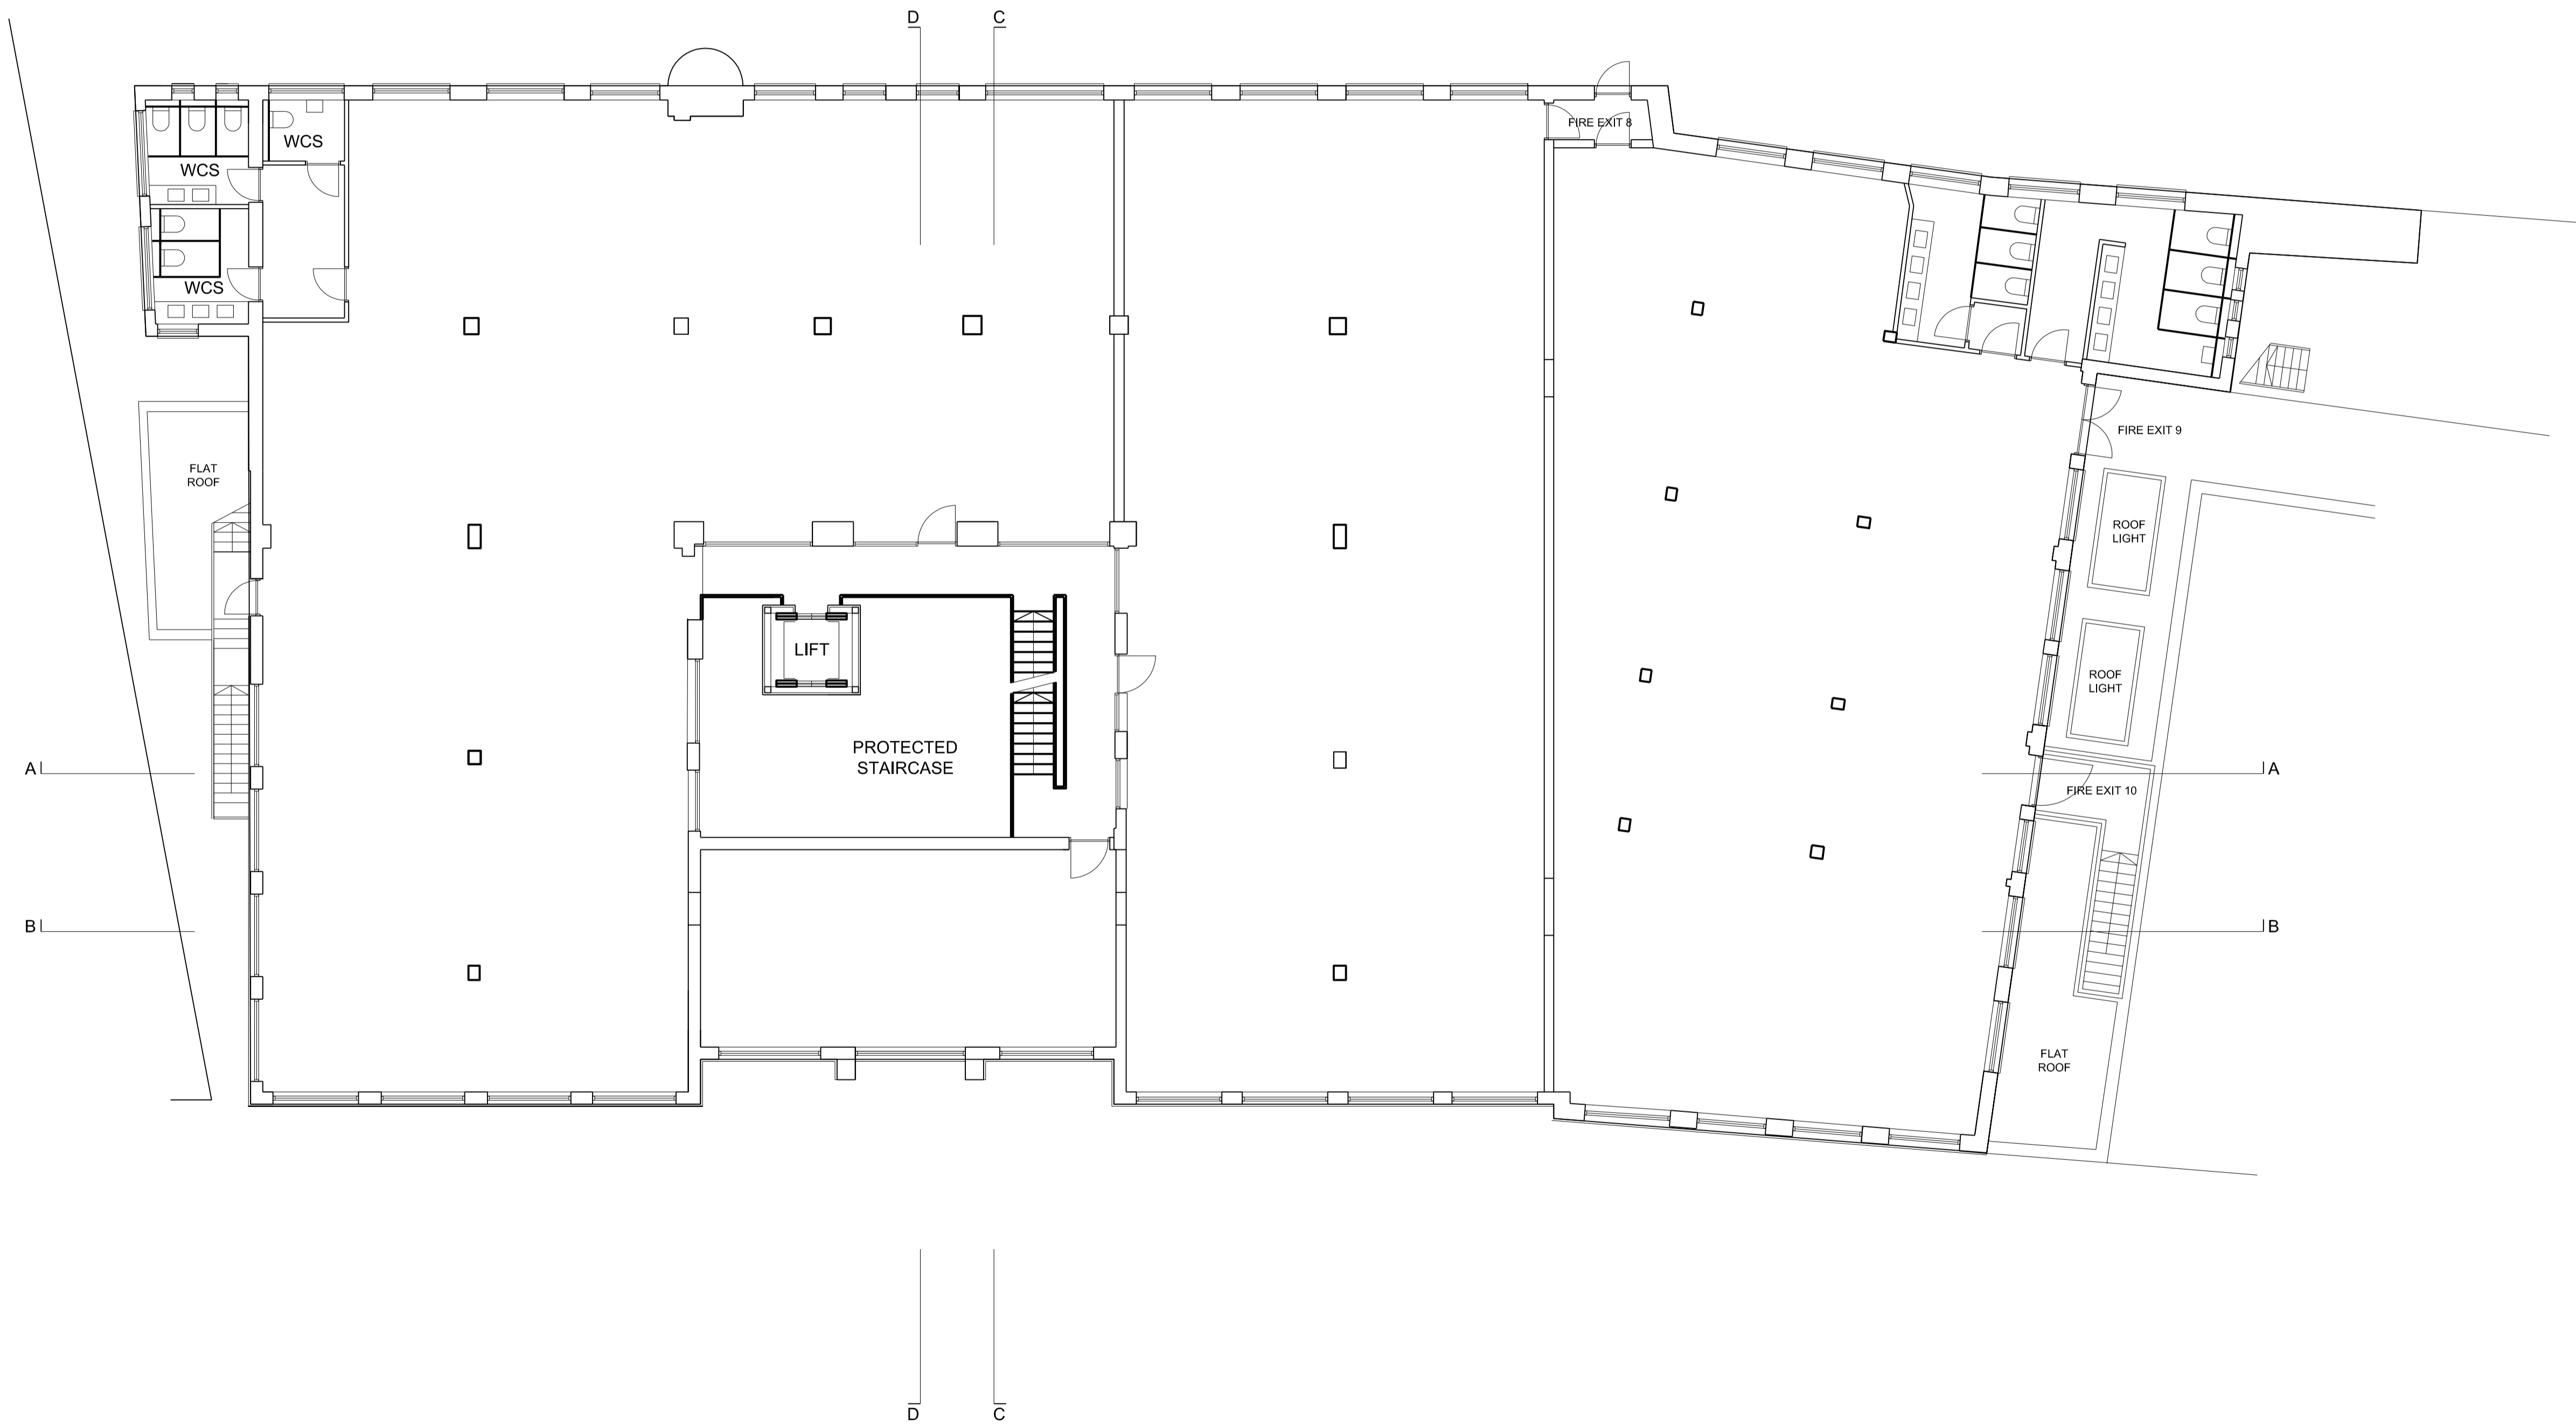 D
C
FIRE EXIT 8
WCS
WCS
WCS
FIRE EXIT 9
FLAT
ROOF
ROOF
LIGHT
LIFT
ROOF
LIGHT
PROTECTED
STAIRCASE
A
A
FIRE EXIT 10
B
B
FLAT
ROOF
D
C